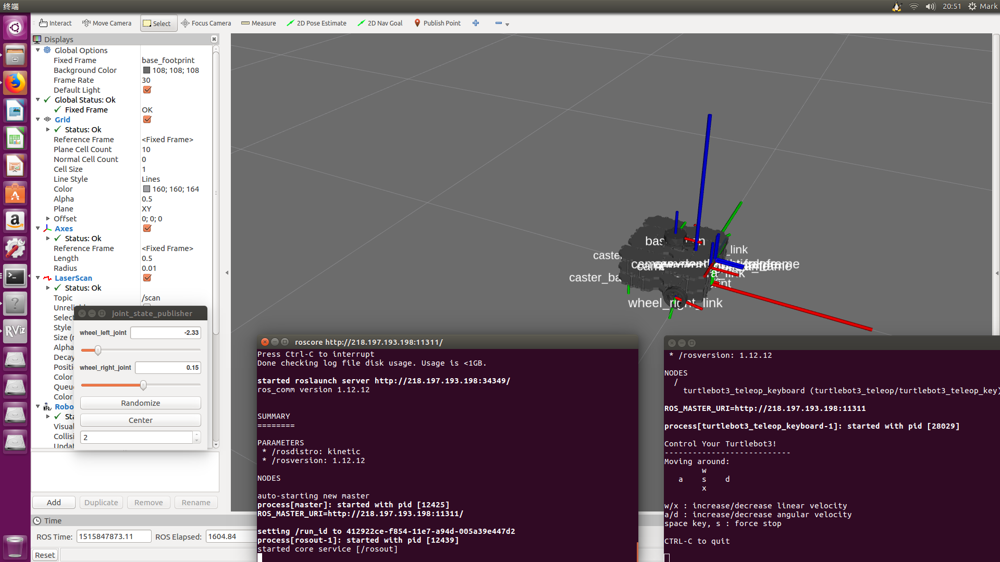 终端
20:51
Mark
Interact
Move Camera
Select
Focus Camera
Measure
2D Pose Estimate
2D Nav Goal
Publish Point
Displays
Global Options
Fixed Frame base_footprint
Background Color 108; 108; 108
Frame Rate 30
Default Light
Global Status: Ok
Fixed Frame OK
Grid
Status: Ok
Reference Frame <Fixed Frame>
Plane Cell Count 10
Normal Cell Count 0
Cell Size 1
Line Style Lines
Color 160; 160; 164
Alpha 0.5
Plane XY
Offset 0; 0; 0
Axes
Status: Ok
Reference Frame <Fixed Frame>
Length 0.5
Radius 0.01
LaserScan
Status: Ok
Topic /scan
Unreli
Select
Style
Size (r
Alpha
Decay
Positi
Color
Queu
Color
Robo
Sta
Visual
Collisi
Updat
joint_state_publisher
wheel_left_joint -2.33
wheel_right_joint 0.15
Randomize
Center
2
Add
Duplicate
Remove
Rename
Time
ROS Time: 1515847873.11
ROS Elapsed: 1604.84
Reset
RViz
_link
caste
caster_ba
wheel_right_link
roscore http://218.197.193.198:11311/
Press Ctrl-C to interrupt
Done checking log file disk usage. Usage is <1GB.
started roslaunch server http://218.197.193.198:34349/
ros_comm version 1.12.12
SUMMARY
========
PARAMETERS
* /rosdistro: kinetic
* /rosversion: 1.12.12
NODES
auto-starting new master
process[master]: started with pid [12425]
ROS_MASTER_URI=http://218.197.193.198:11311/
setting /run_id to 412922ce-f854-11e7-a94d-005a39e447d2
process[rosout-1]: started with pid [12439]
started core service [/rosout]
* /rosversion: 1.12.12
NODES
/
turtlebot3_teleop_keyboard (turtlebot3_teleop/turtlebot3_teleop_key)
ROS_MASTER_URI=http://218.197.193.198:11311
process[turtlebot3_teleop_keyboard-1]: started with pid [28029]
Control Your Turtlebot3!
---------------------------
Moving around:
w
a s d
x
w/x : increase/decrease linear velocity
a/d : increase/decrease angular velocity
space key, s : force stop
CTRL-C to quit